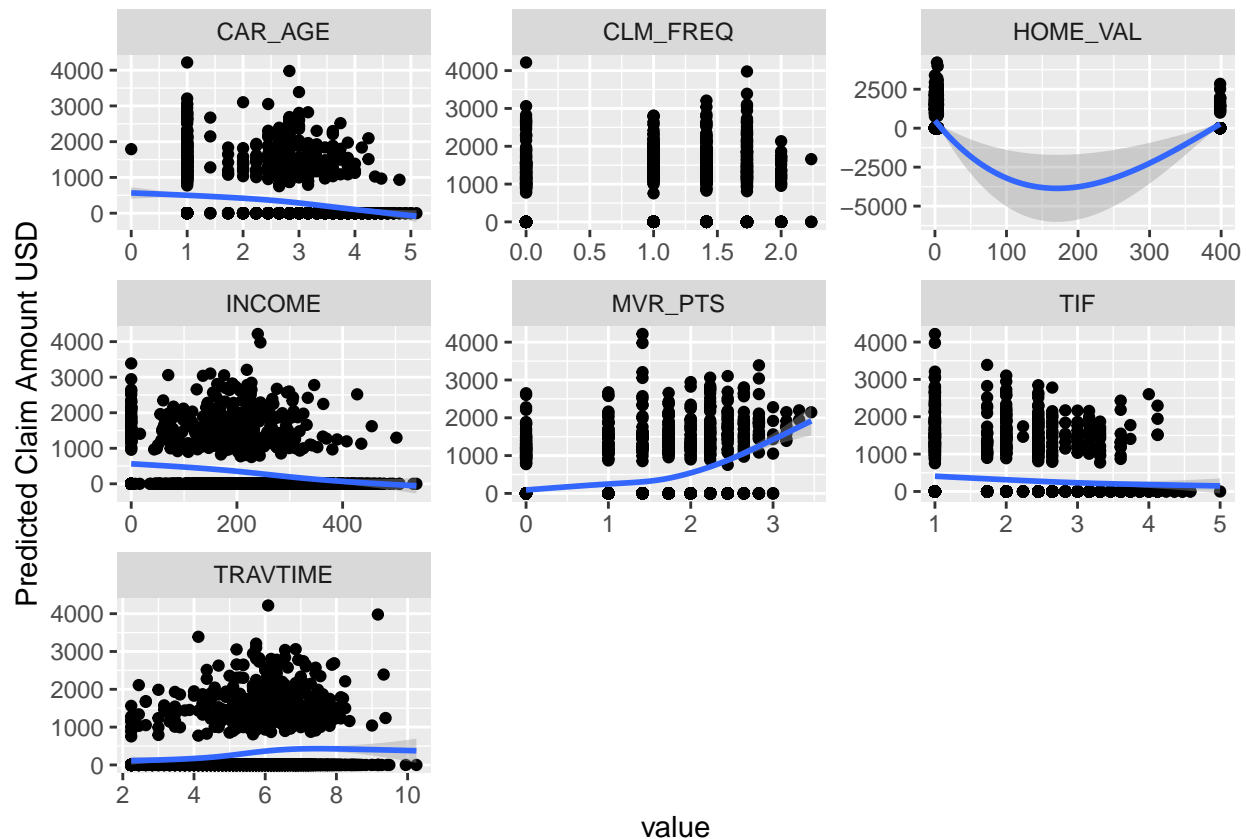 CAR_AGE CLM_FREQ HOME_VAL
4000
3000
2000
1000
0
0 1 2 3 4 5
4000
3000
2000
1000
0
0.0 0.5 1.0 1.5 2.0
2500
0
−2500
−5000
0 100 200 300 400
INCOME MVR_PTS TIF
4000
3000
2000
1000
0
0 200 400
4000
3000
2000
1000
0
0 1 2 3
4000
3000
2000
1000
0
1 2 3 4 5
TRAVTIME
4000
3000
2000
1000
0
2 4 6 8 10
Predicted Claim Amount USD
value